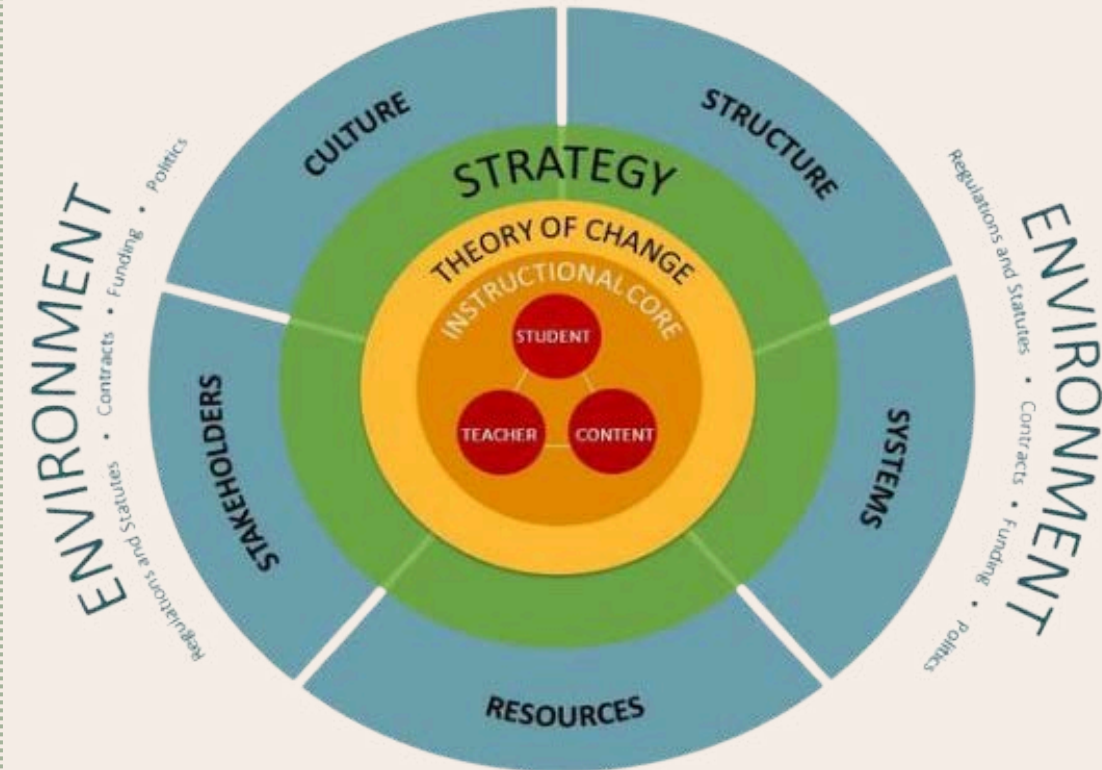 CULTURE
STRUCTURE
STRATEGY
THEORY OF CHANGE
INSTRUCTIONAL CORE
STUDENT
TEACHER
CONTENT
STAKEHOLDERS
SYSTEMS
RESOURCES
ENVIRONMENT
Regulations and Statutes • Contracts • Funding • Politics
ENVIRONMENT
Regulations and Statutes • Contracts • Funding • Politics